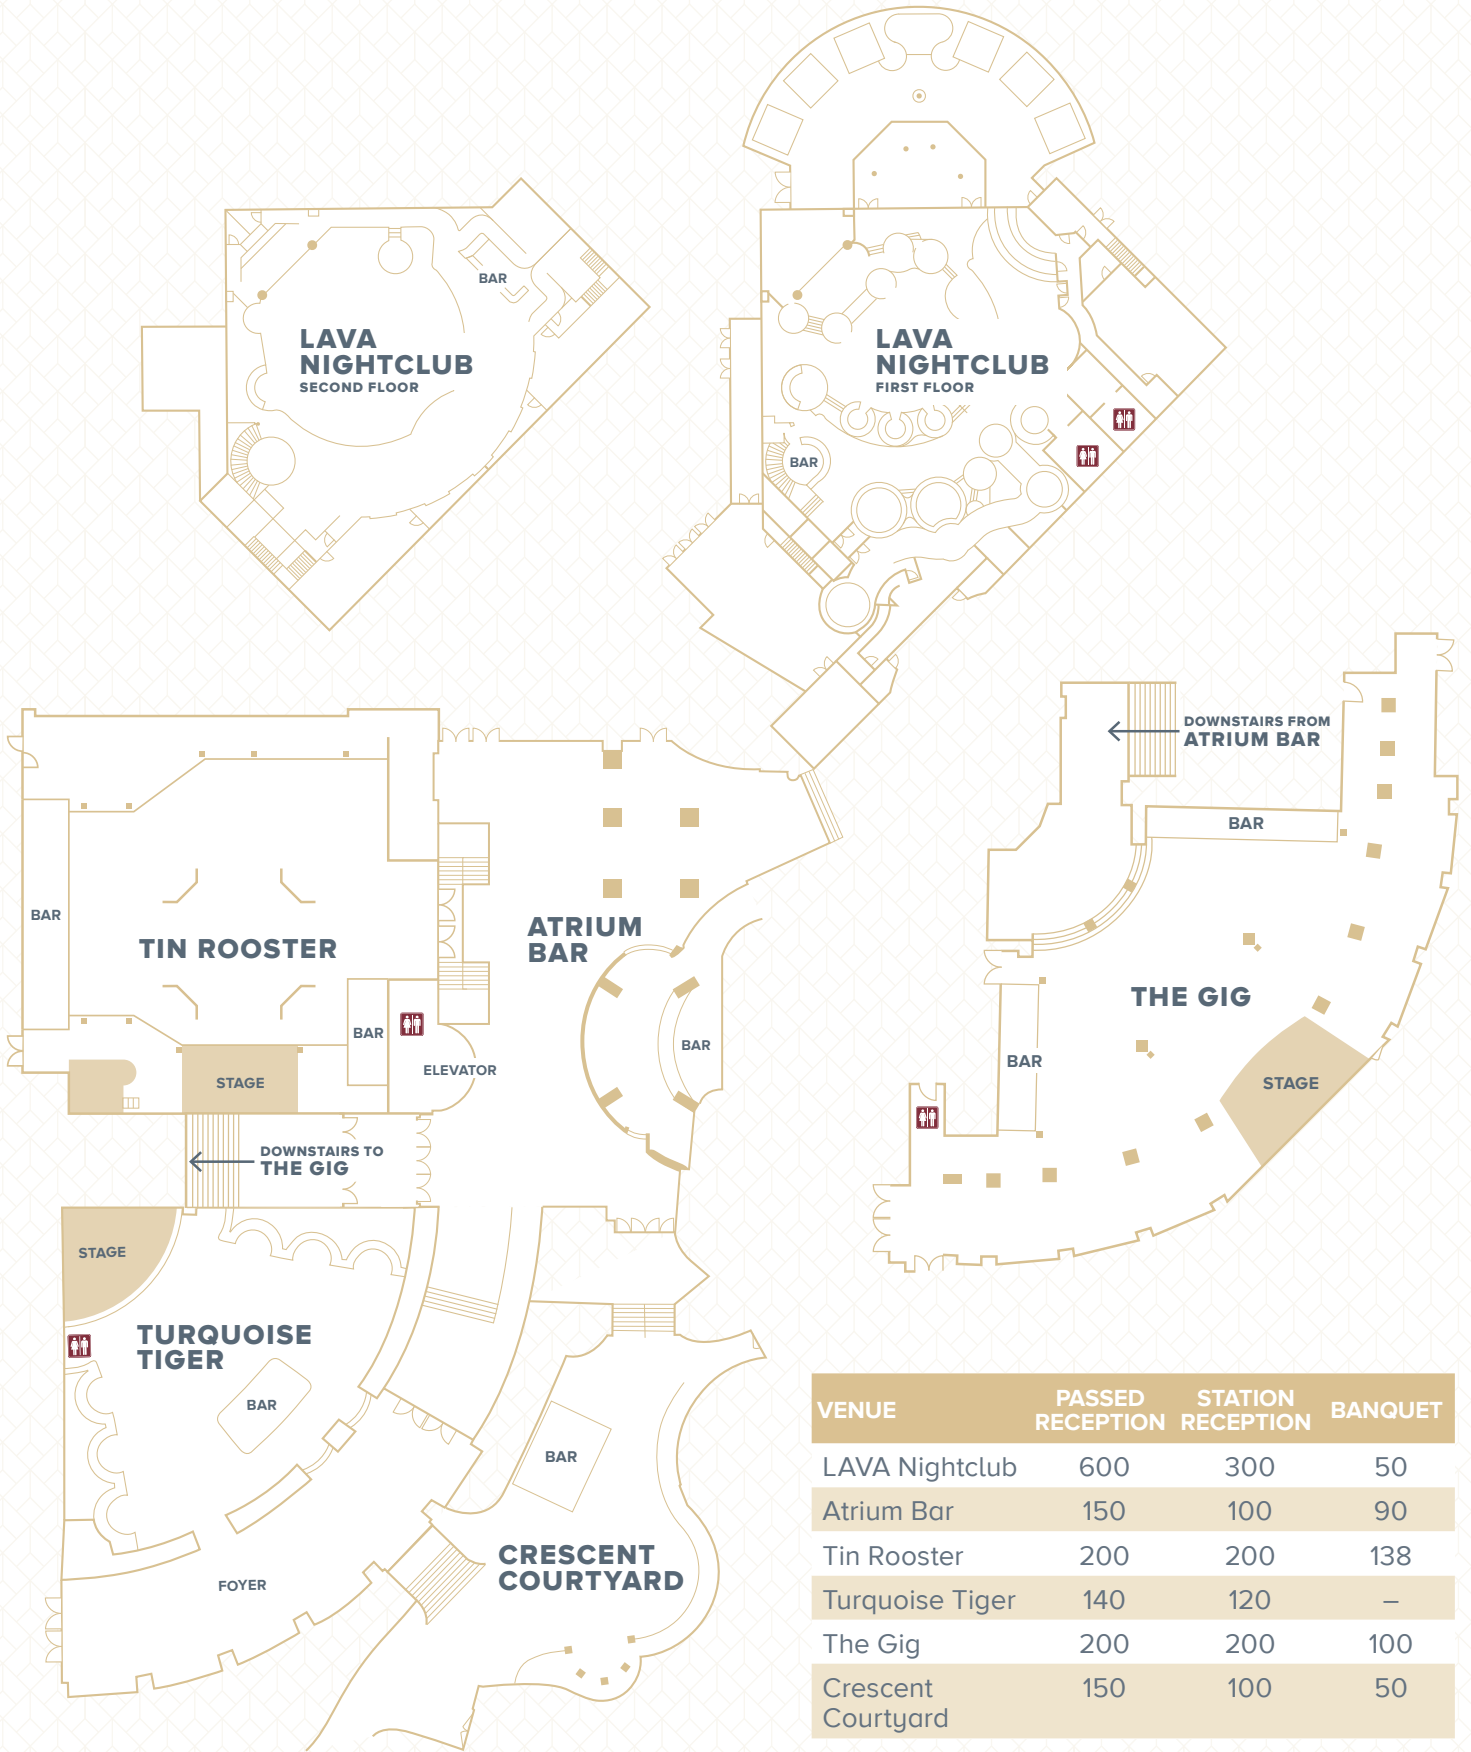 BAR
LAVA
NIGHTCLUB
SECOND FLOOR
LAVA
NIGHTCLUB
FIRST FLOOR
BAR
DOWNSTAIRS FROM
ATRIUM BAR
BAR
BAR
TIN ROOSTER
ATRIUM
BAR
THE GIG
BAR
BAR
BAR
STAGE
ELEVATOR
STAGE
DOWNSTAIRS TO
THE GIG
STAGE
TURQUOISE
TIGER
BAR
BAR
CRESCENT
COURTYARD
FOYER
VENUE PASSED RECEPTION STATION RECEPTION BANQUET
LAVA Nightclub 600 300 50
Atrium Bar 150 100 90
Tin Rooster 200 200 138
Turquoise Tiger 140 120 –
The Gig 200 200 100
Crescent 150 100 50
Courtyard